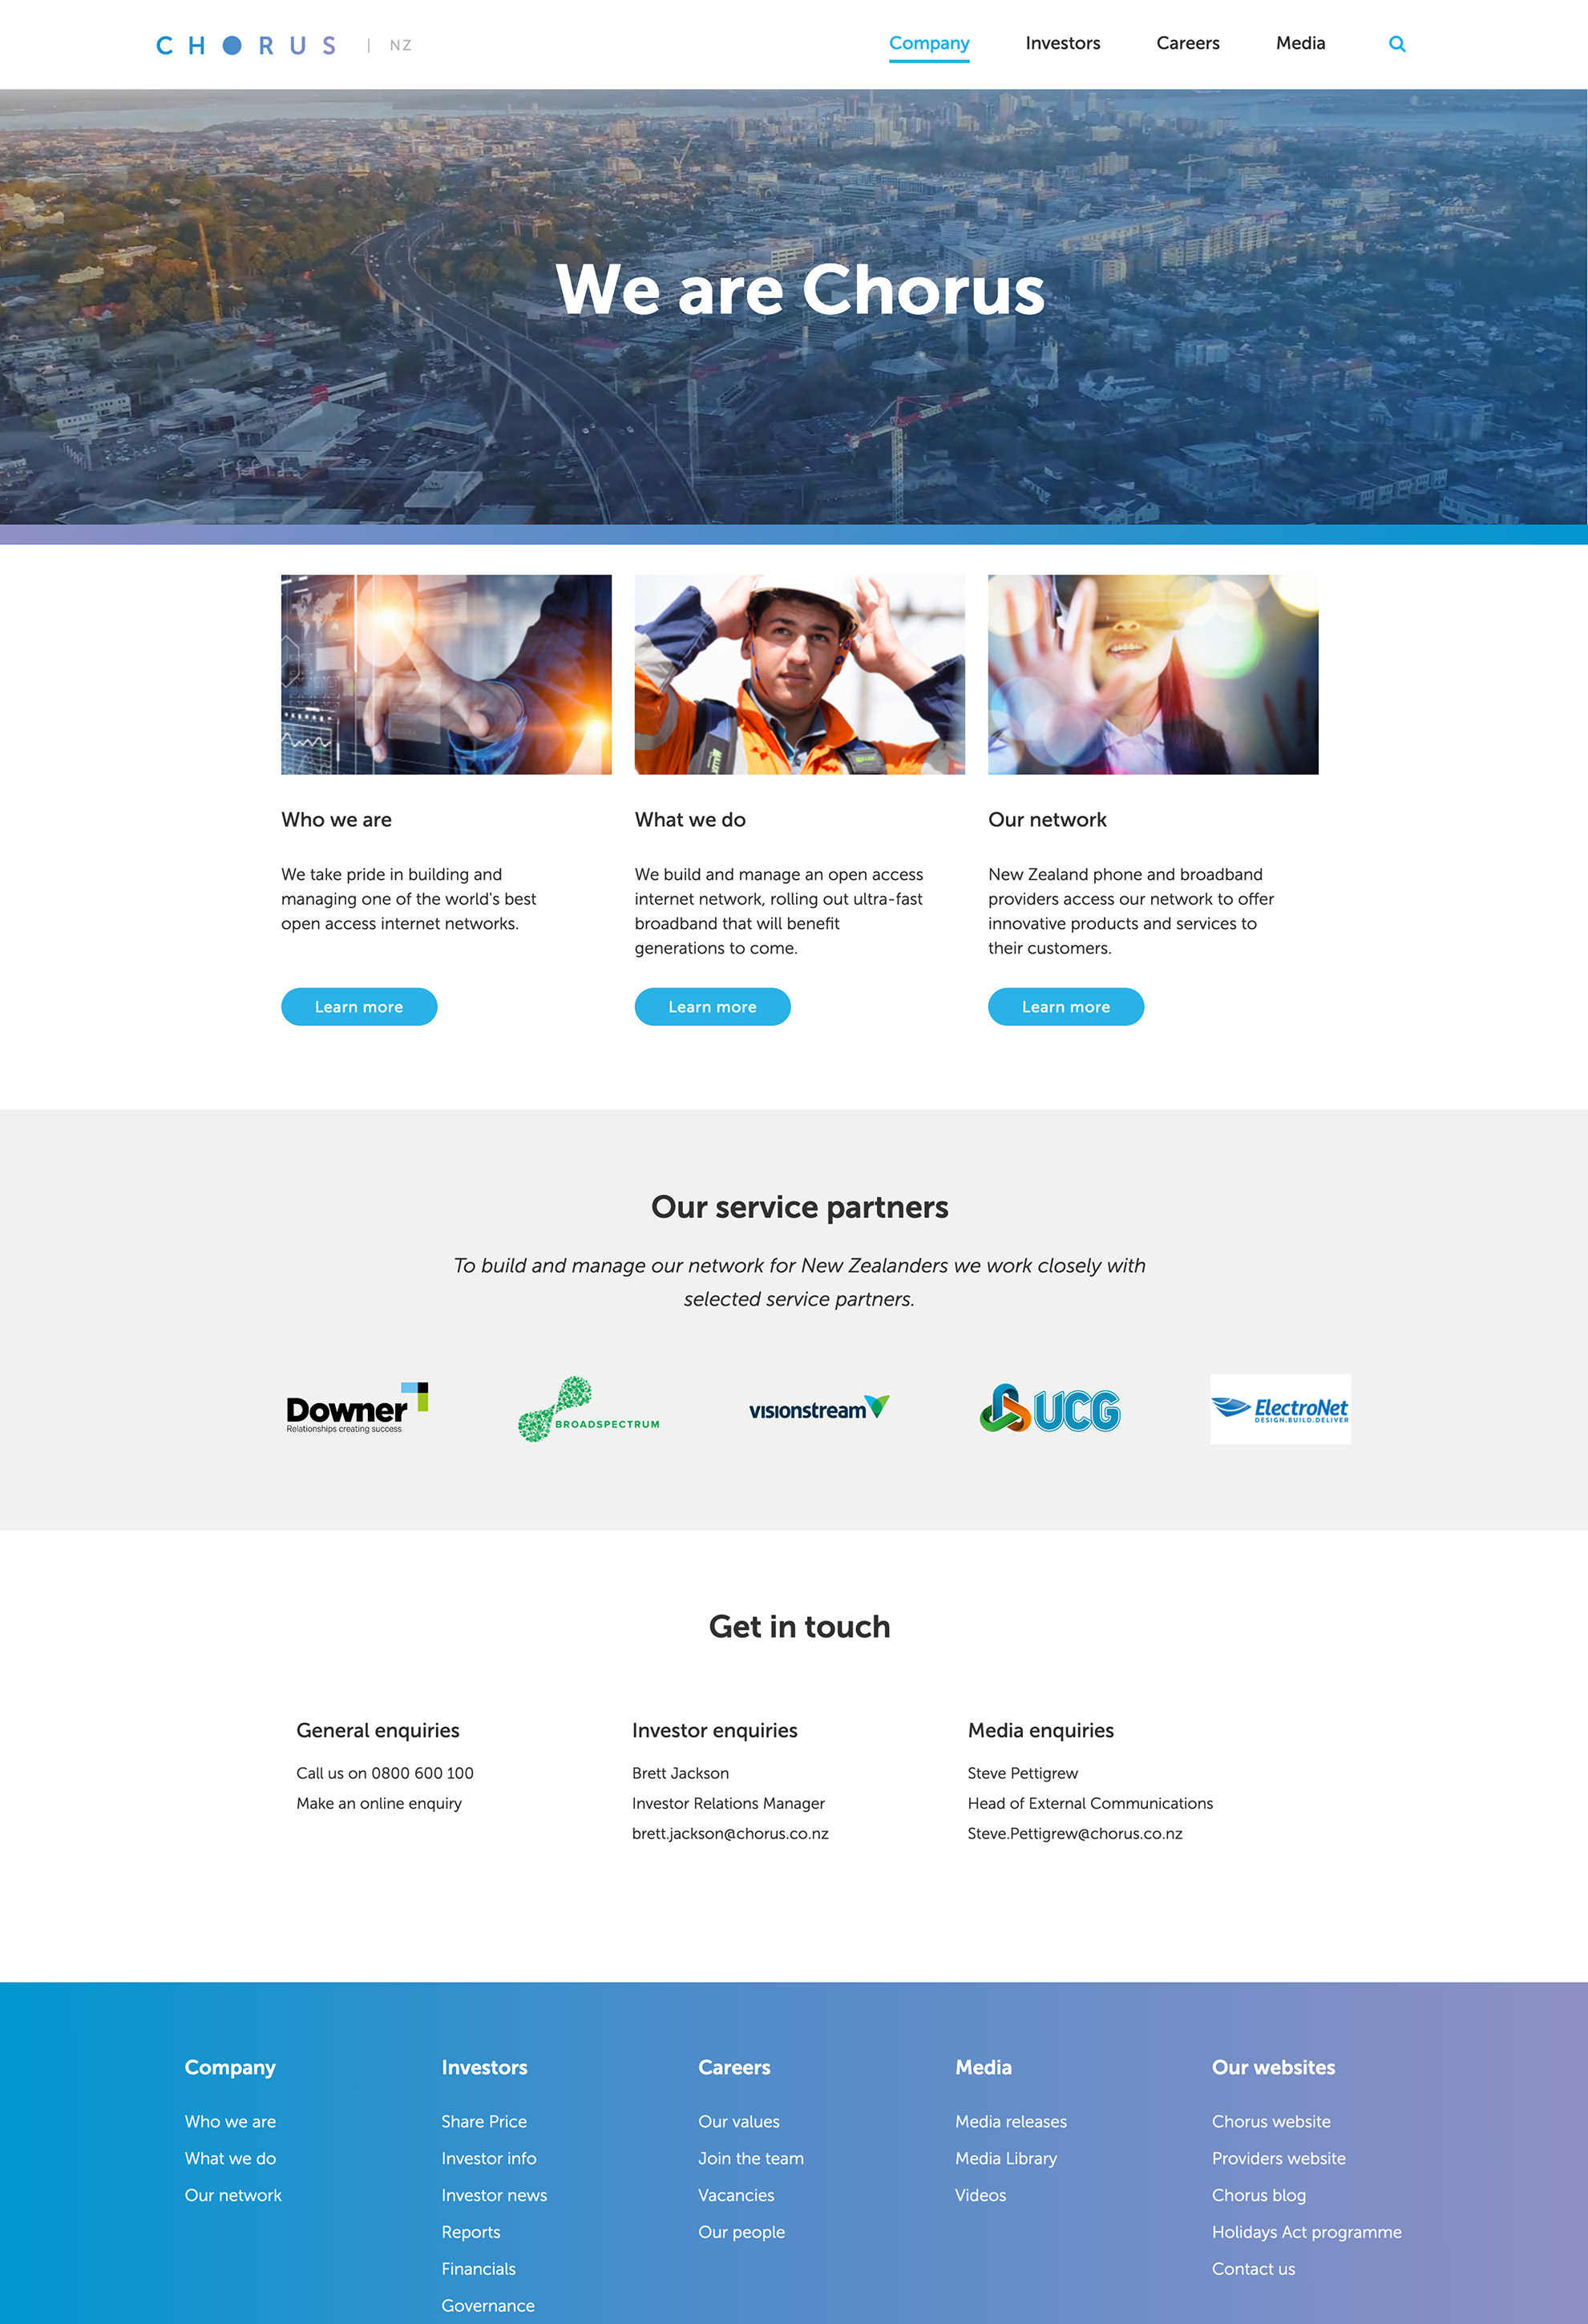 CHORUS | NZ
Company
Investors
Careers
Media
We are Chorus
Who we are
We take pride in building and
managing one of the world's best
open access internet networks.
Learn more
What we do
We build and manage an open access
internet network, rolling out ultra-fast
broadband that will benefit
generations to come.
Learn more
Our network
New Zealand phone and broadband
providers access our network to offer
innovative products and services to
their customers.
Learn more
Our service partners
To build and manage our network for New Zealanders we work closely with
selected service partners.
Downer
Relationships creating success
BROADSPECTRUM
visionstream
UCG
ElectroNet
DESIGN.BUILD.DELIVER
Get in touch
General enquiries
Call us on 0800 600 100
Make an online enquiry
Investor enquiries
Brett Jackson
Investor Relations Manager
brett.jackson@chorus.co.nz
Media enquiries
Steve Pettigrew
Head of External Communications
Steve.Pettigrew@chorus.co.nz
Company
Who we are
What we do
Our network
Investors
Share Price
Investor info
Investor news
Reports
Financials
Governance
Careers
Our values
Join the team
Vacancies
Our people
Media
Media releases
Media Library
Videos
Our websites
Chorus website
Providers website
Chorus blog
Holidays Act programme
Contact us